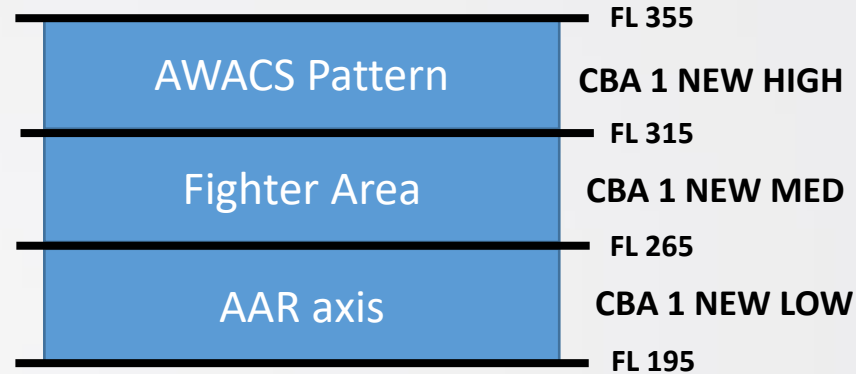 FL 355
AWACS Pattern
CBA 1 NEW HIGH
FL 315
Fighter Area
CBA 1 NEW MED
FL 265
AAR axis
CBA 1 NEW LOW
FL 195